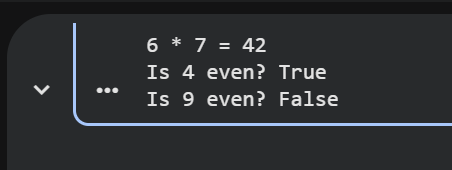 6 * 7 = 42
Is 4 even? True
Is 9 even? False